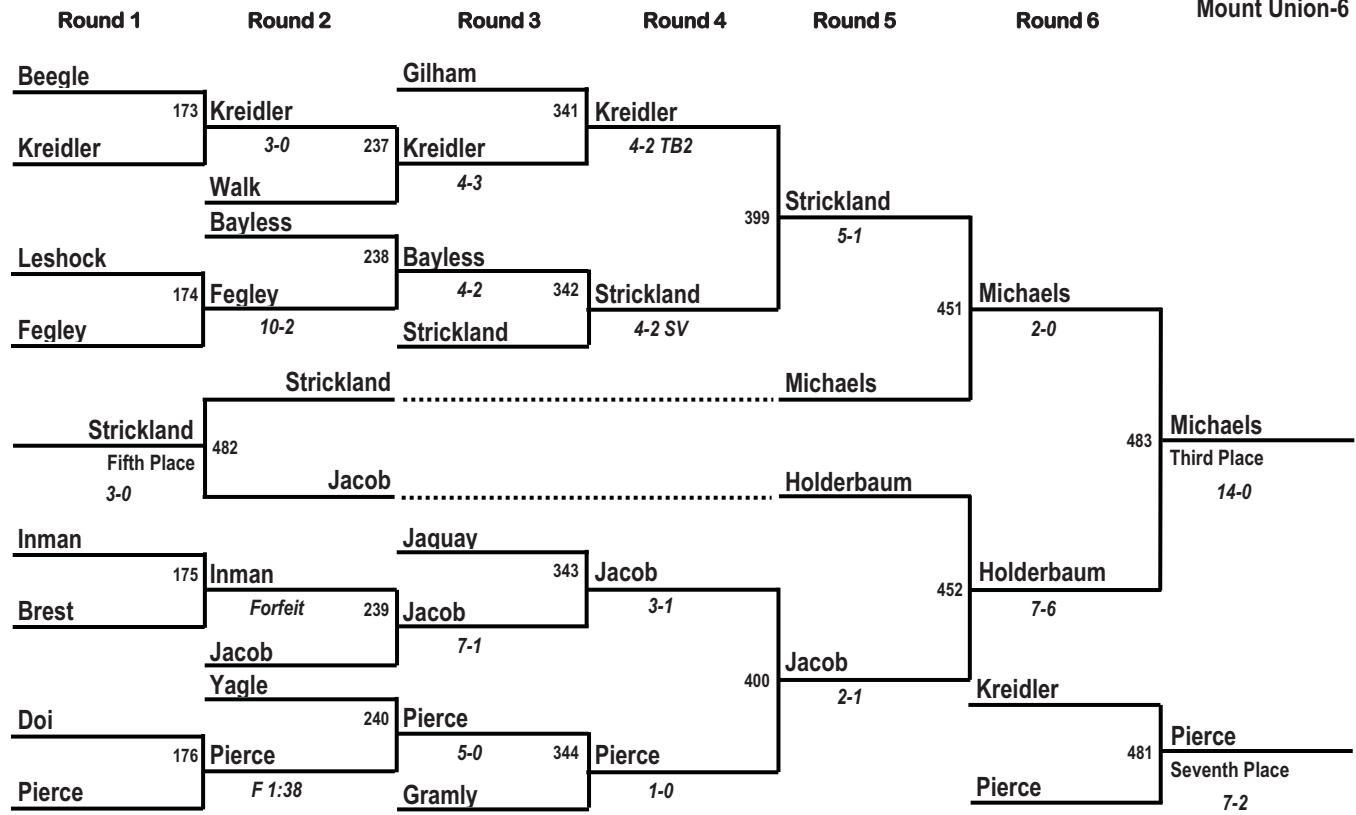 Mount Union-6
Round 1 Round 2 Round 3 Round 4 Round 5 Round 6
Beegle
173
Kreidler
Kreidler
3-0
237
Walk
Gilham
341
Kreidler
4-3
Kreidler
4-2 TB2
399
Bayless
238
Leshock
174
Fegley
Fegley
10-2
Bayless
4-2
342
Strickland
Strickland
4-2 SV
Strickland
5-1
451
Michaels
Michaels
2-0
Strickland
Strickland
482
Fifth Place
3-0
Jacob
483
Michaels
Third Place
14-0
Holderbaum
452
Holderbaum
7-6
Inman
175
Brest
Inman
Forfeit
239
Jacob
Jaquay
343
Jacob
7-1
Jacob
3-1
400
Jacob
2-1
Yagle
240
Doi
176
Pierce
Pierce
F 1:38
Pierce
5-0
344
Gramly
Pierce
1-0
Kreidler
481
Pierce
Pierce
Seventh Place
7-2